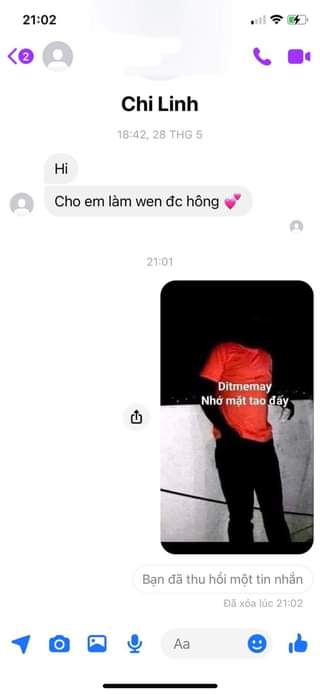 21:02
2
Chi Linh
18:42, 28 THG 5
Hi
Cho em làm wen đc hông 💕
21:01
Ditmemay
Nhớ mặt tao đấy
Bạn đã thu hồi một tin nhắn
Đã xóa lúc 21:02
Aa